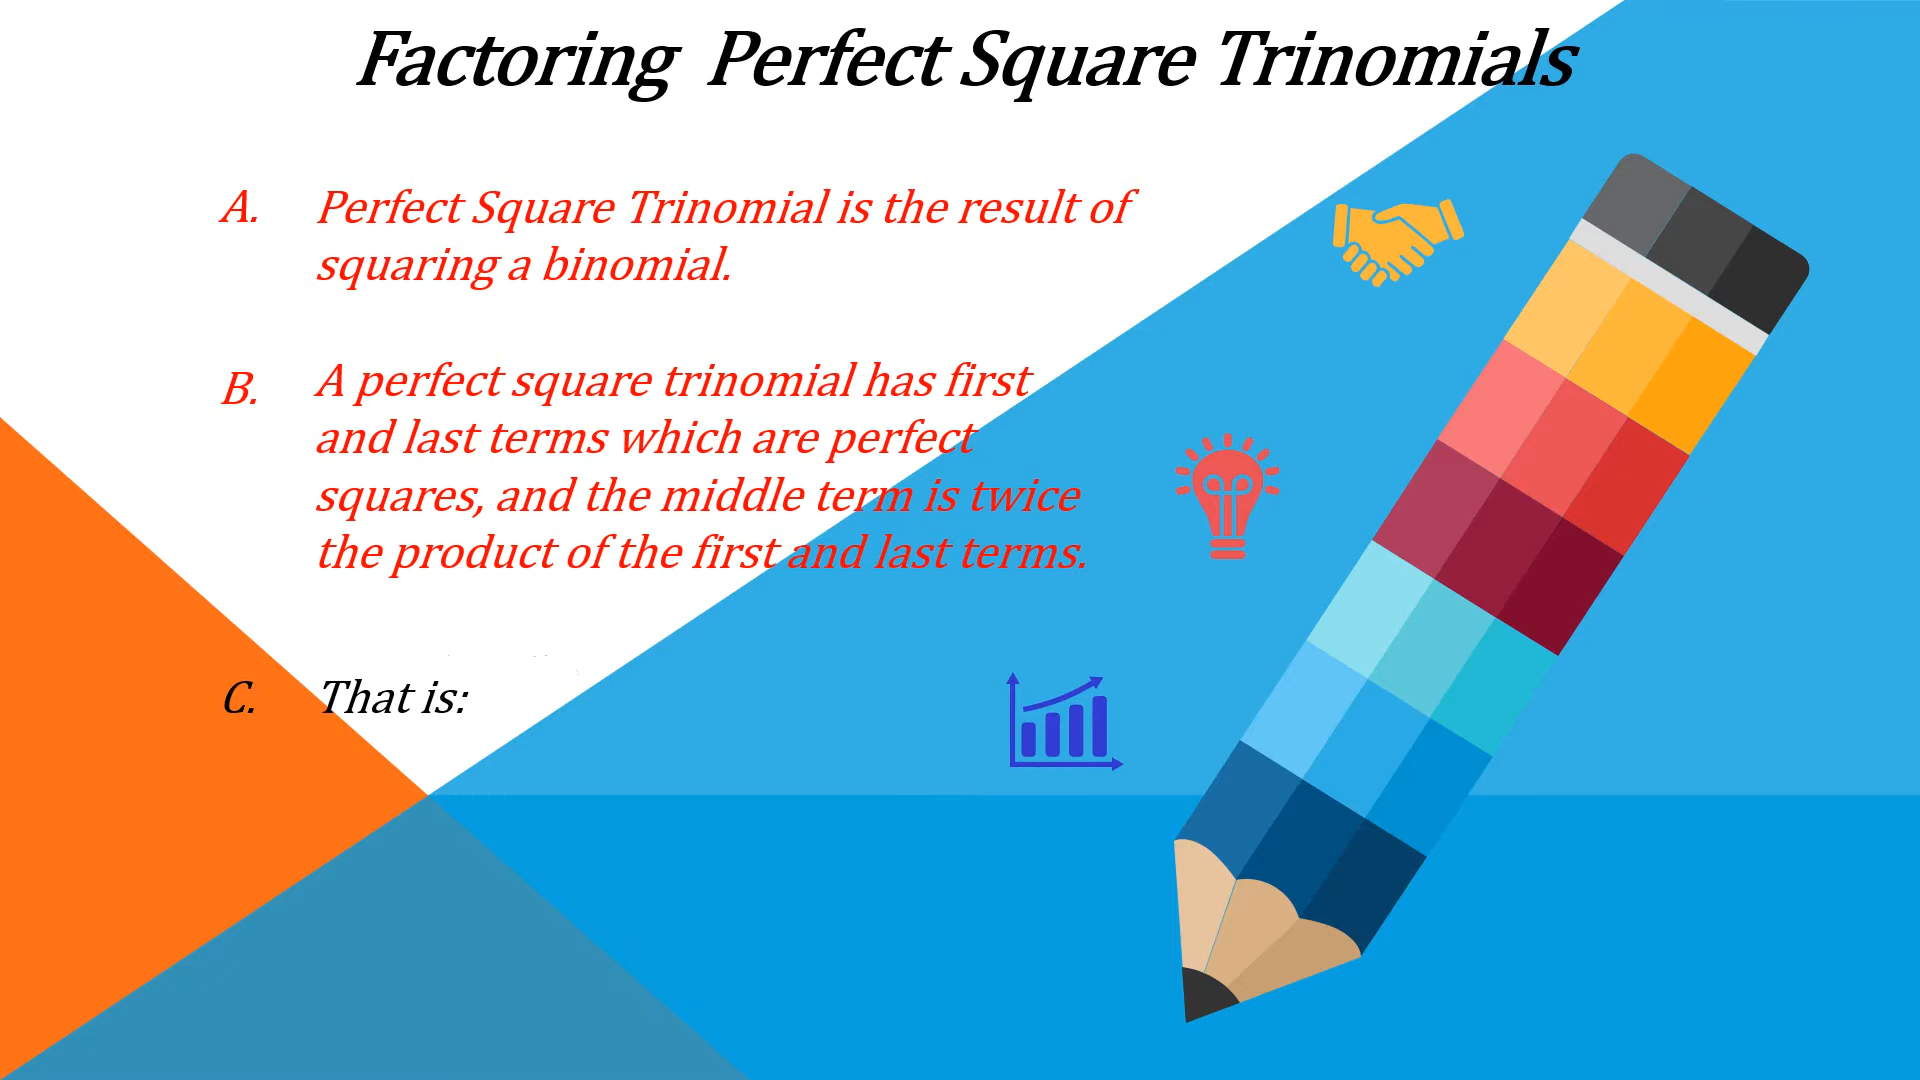 Factoring Perfect Square Trinomials
A. Perfect Square Trinomial is the result of
squaring a binomial.
B. A perfect square trinomial has first
and last terms which are perfect
squares, and the middle term is twice
the product of the first and last terms.
C. That is: